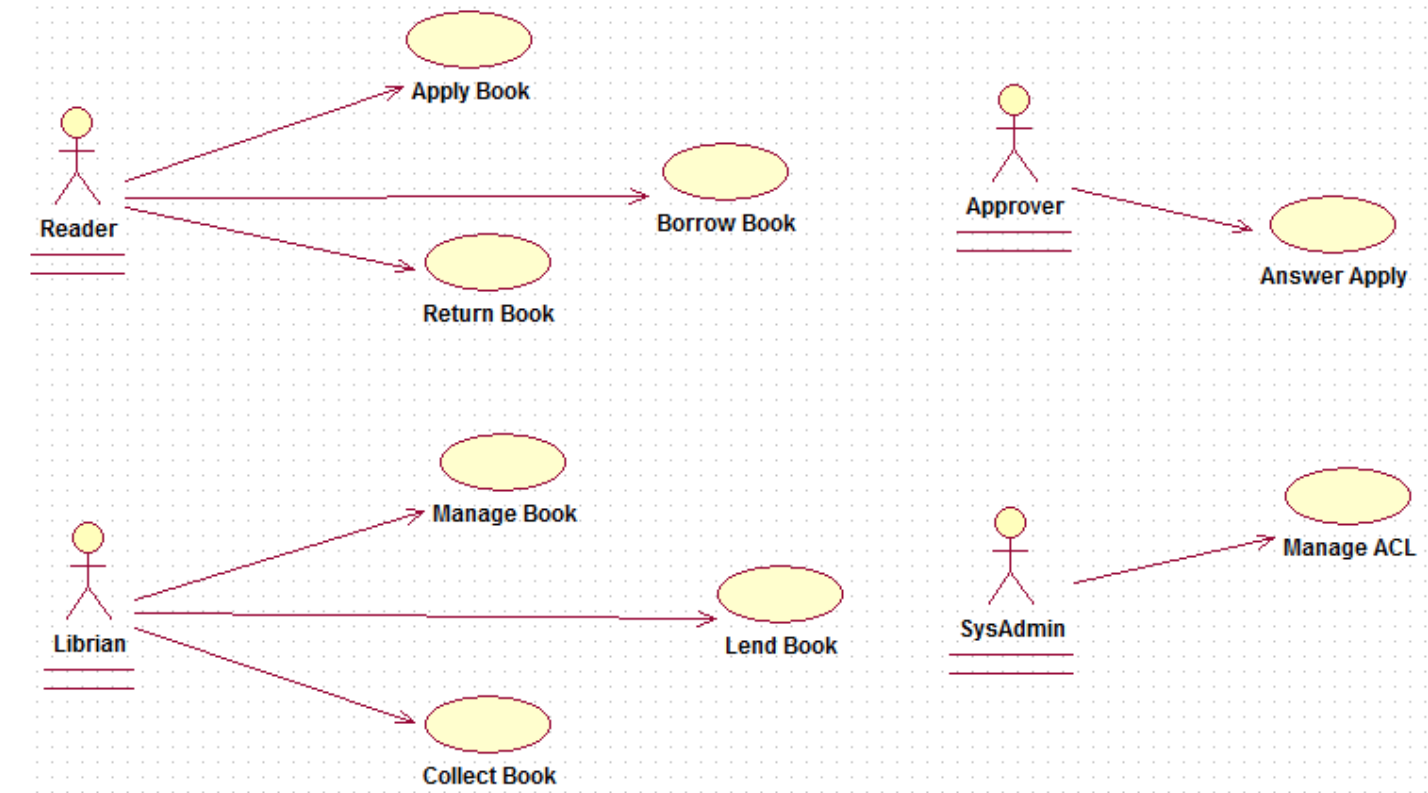 Apply Book
Reader
Borrow Book
Return Book
Approver
Answer Apply
Manage Book
Librian
Lend Book
Collect Book
Manage ACL
SysAdmin